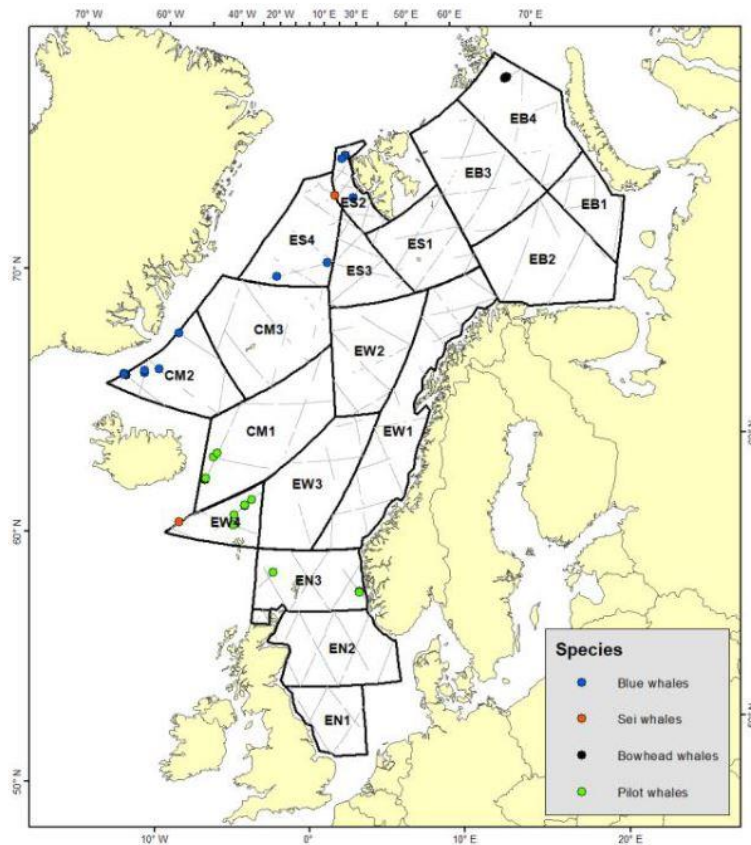 70° W 60° W 40° W 20° W 0° 10° E 30° E 50° E 60° E 70° E
EB4
EB3
EB1
ES2
ES4
ES1
EB2
ES3
70° N
CM3
EW2
CM2
CM1
EW1
EW3
EW4
60° N
EN3
EN2
EN1
50° N
Species
Blue whales
Sei whales
Bowhead whales
Pilot whales
10° W 0° 10° E 20° E